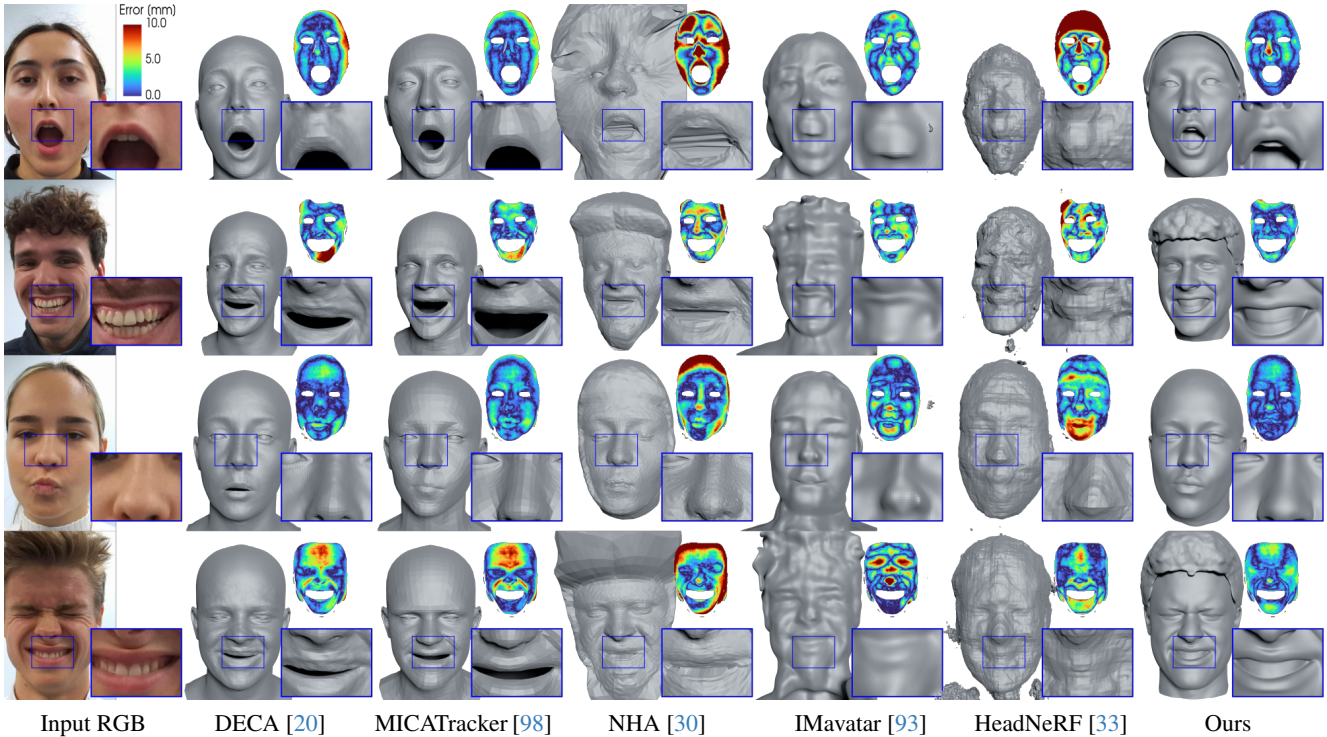 Error (mm)
10.0
5.0
0.0
Input RGB DECA [20] MICATracker [98] NHA [30] IMavatar [93] HeadNeRF [33] Ours